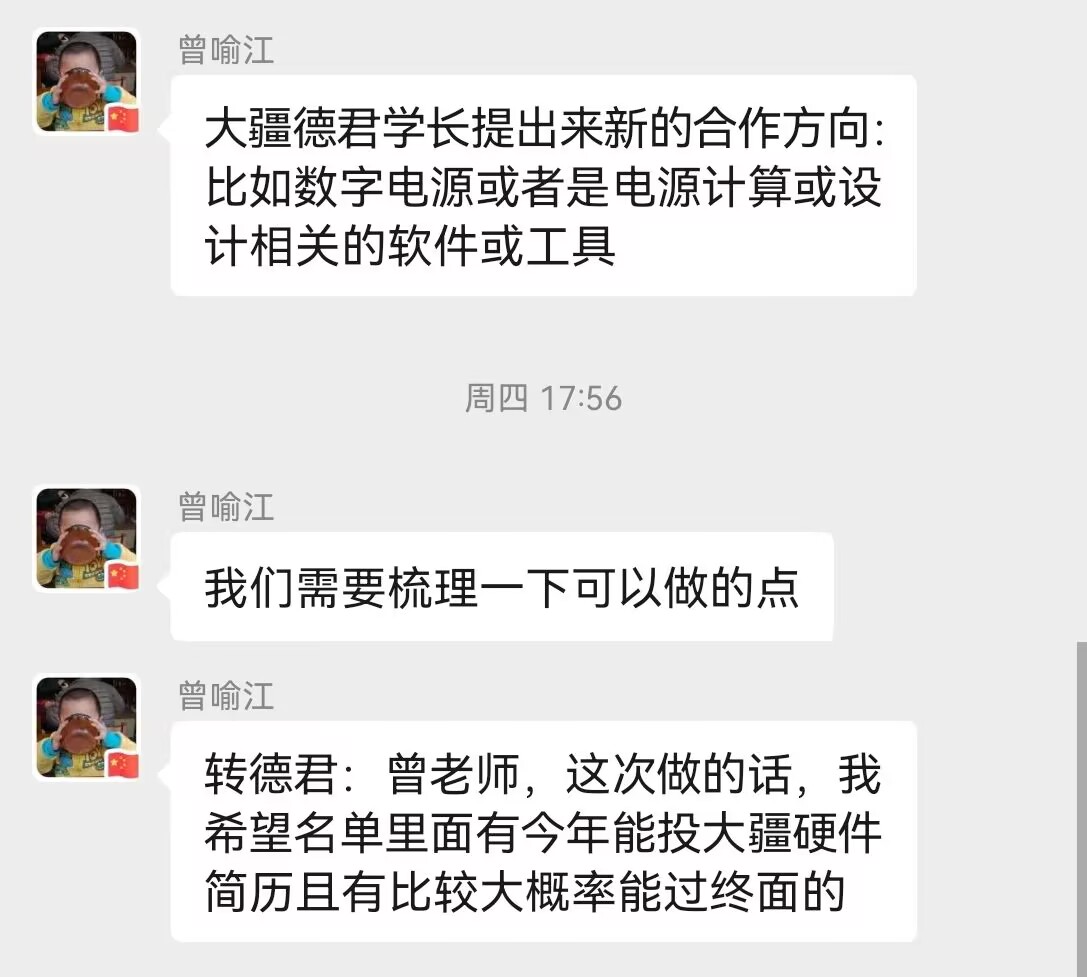 曾喻江
大疆德君学长提出来新的合作方向:
比如数字电源或者是电源计算或设
计相关的软件或工具
周四 17:56
曾喻江
我们需要梳理一下可以做的点
曾喻江
转德君：曾老师，这次做的话，我
希望名单里面有今年能投大疆硬件
简历且有比较大概率能过终面的